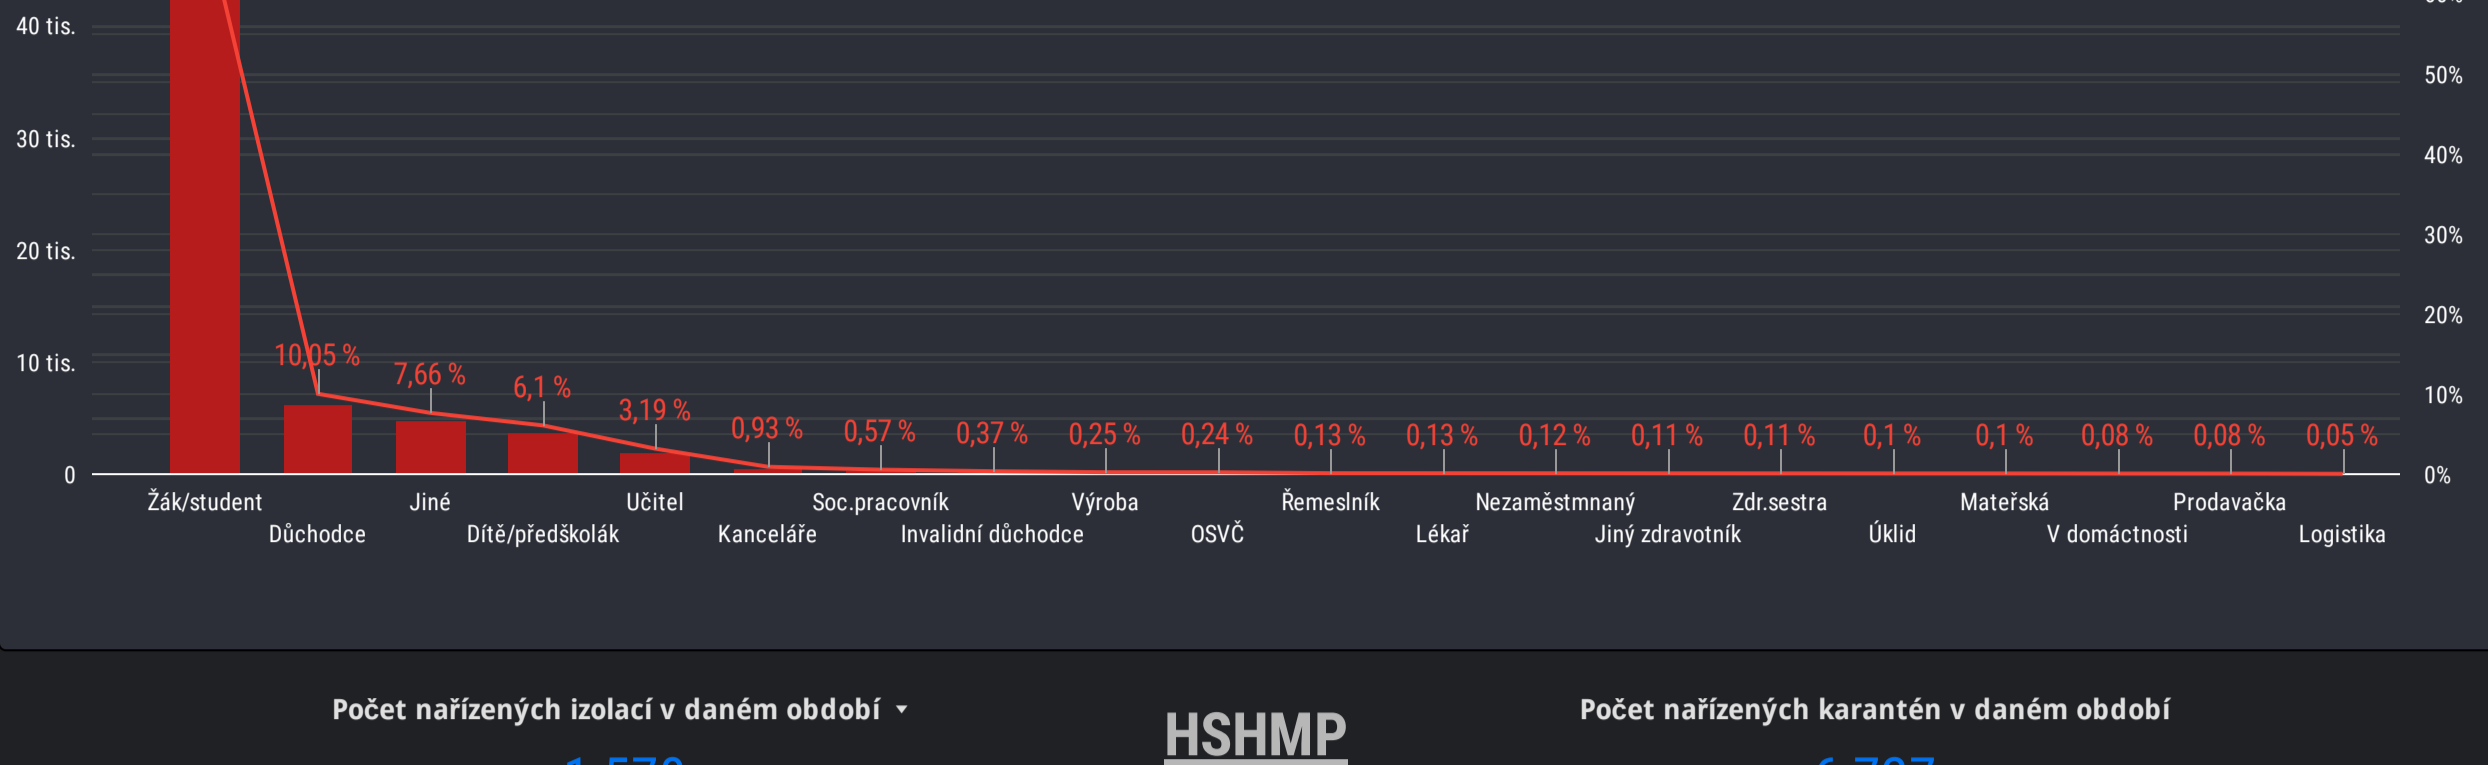 40 tis.
50%
30 tis.
40%
20 tis.
30%
20%
10 tis.
10%
0
0%
10,05 %
7,66 %
6,1 %
3,19 %
0,93 %
0,57 %
0,37 %
0,25 %
0,24 %
0,13 %
0,13 %
0,12 %
0,11 %
0,11 %
0,1 %
0,1 %
0,08 %
0,08 %
0,05 %
Žák/student
Důchodce
Jiné
Dítě/předškolák
Učitel
Kanceláře
Soc.pracovník
Invalidní důchodce
Výroba
OSVČ
Řemeslník
Lékař
Nezaměstmnaný
Jiný zdravotník
Zdr.sestra
Úklid
Mateřská
V domáctnosti
Prodavačka
Logistika
Počet nařízených izolací v daném období
HSHMP
Počet nařízených karantén v daném období